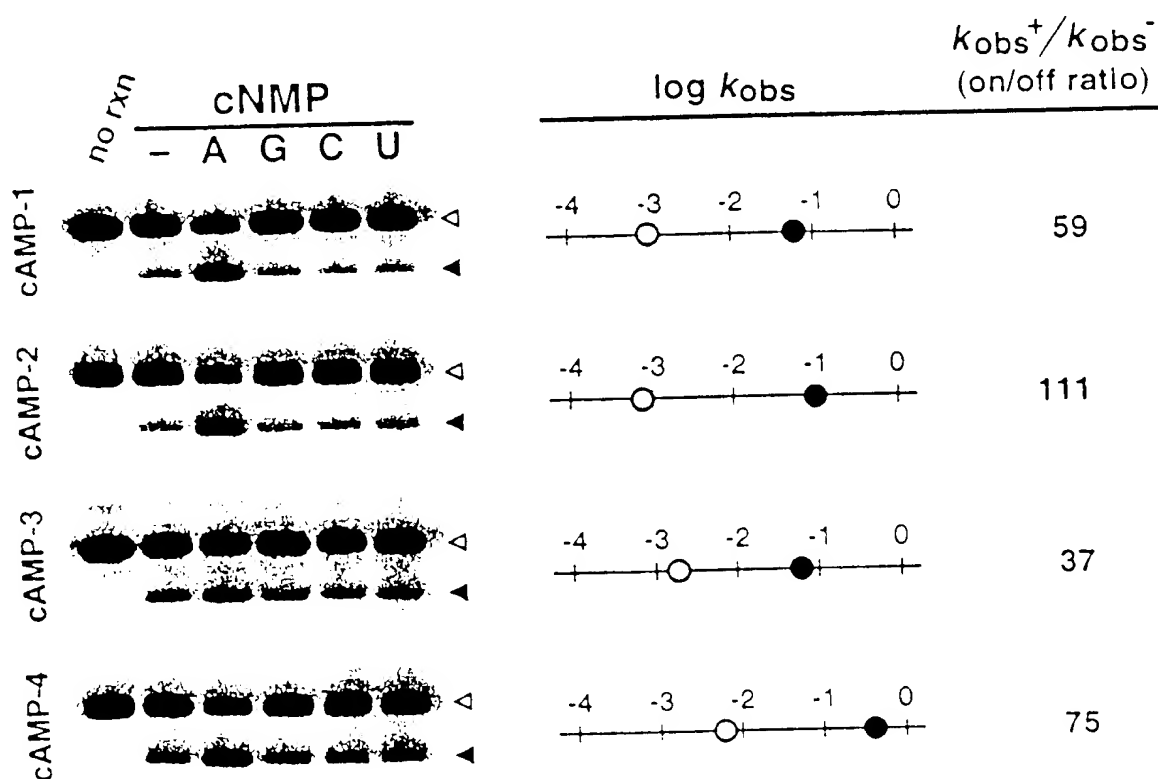 kobs+/kobs-
(on/off ratio)
log kobs
no rxn
cNMP
– A G C U
cAMP-1
-4 -3 -2 -1 0
59
cAMP-2
-4 -3 -2 -1 0
111
cAMP-3
-4 -3 -2 -1 0
37
cAMP-4
-4 -3 -2 -1 0
75